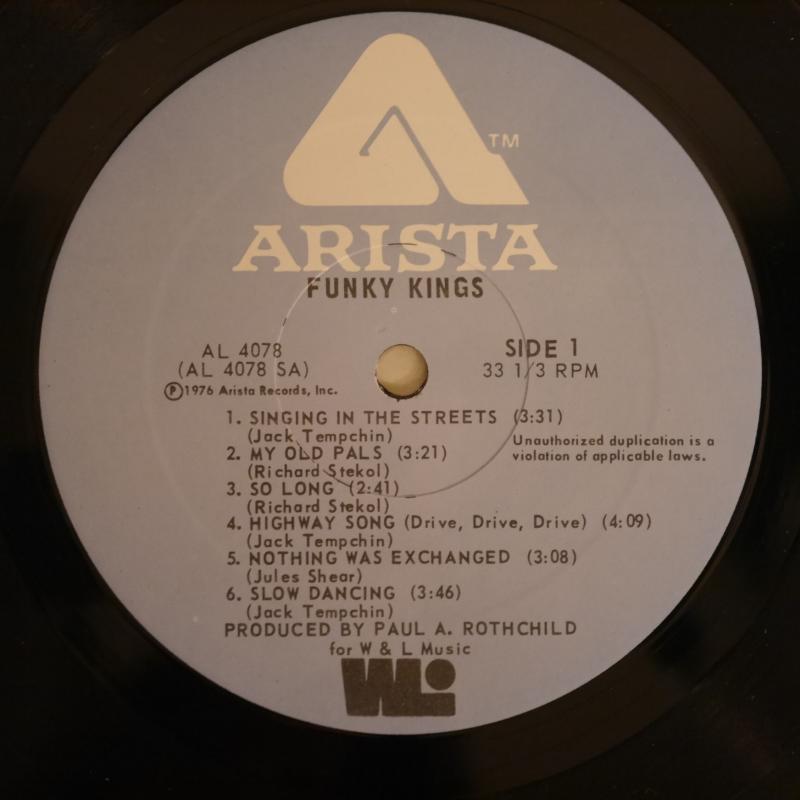 TM
ARISTA
FUNKY KINGS
AL 4078
(AL 4078 SA)
Ⓟ1976 Arista Records, Inc.
SIDE 1
33 1/3 RPM
1. SINGING IN THE STREETS (3:31)
(Jack Tempchin)
Unauthorized duplication is a
violation of applicable laws.
2. MY OLD PALS (3:21)
(Richard Stekol)
3. SO LONG (2:41)
(Richard Stekol)
4. HIGHWAY SONG (Drive, Drive, Drive) (4:09)
(Jack Tempchin)
5. NOTHING WAS EXCHANGED (3:08)
(Jules Shear)
6. SLOW DANCING (3:46)
(Jack Tempchin)
PRODUCED BY PAUL A. ROTHCHILD
for W & L Music